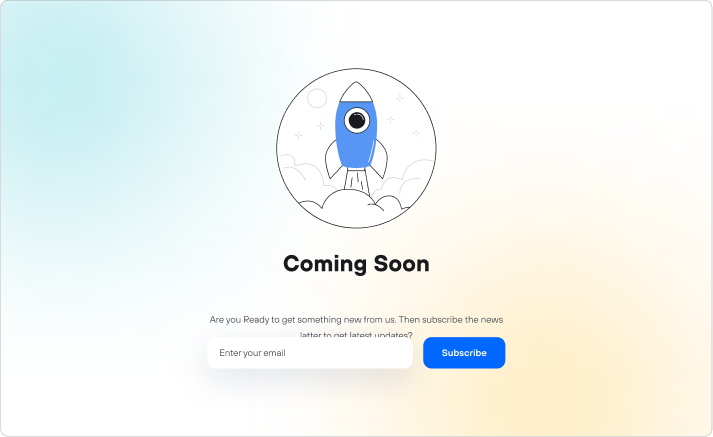 Coming Soon
Are you Ready to get something new from us. Then subscribe the news
latter to get latest updates?
Enter your email
Subscribe